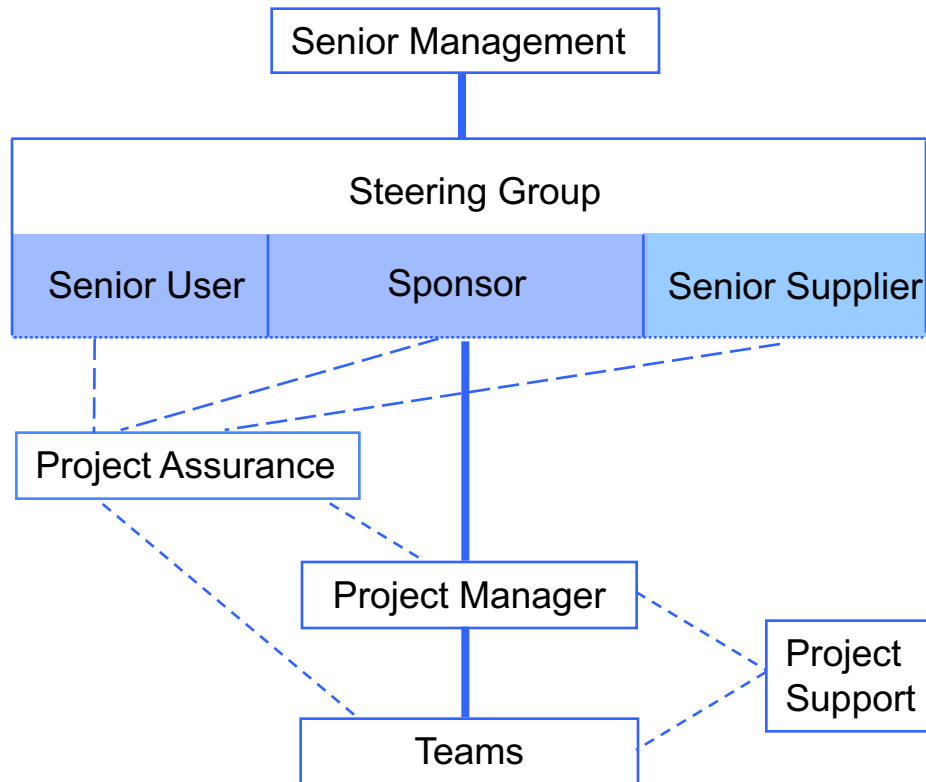 Senior Management
Steering Group
Senior User
Sponsor
Senior Supplier
Project Assurance
Project Manager
Project
Support
Teams